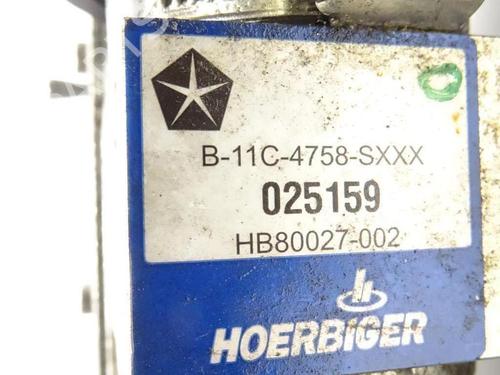 B-11C-4758-SXXX
025159
HB80027-002
HOERBIGER